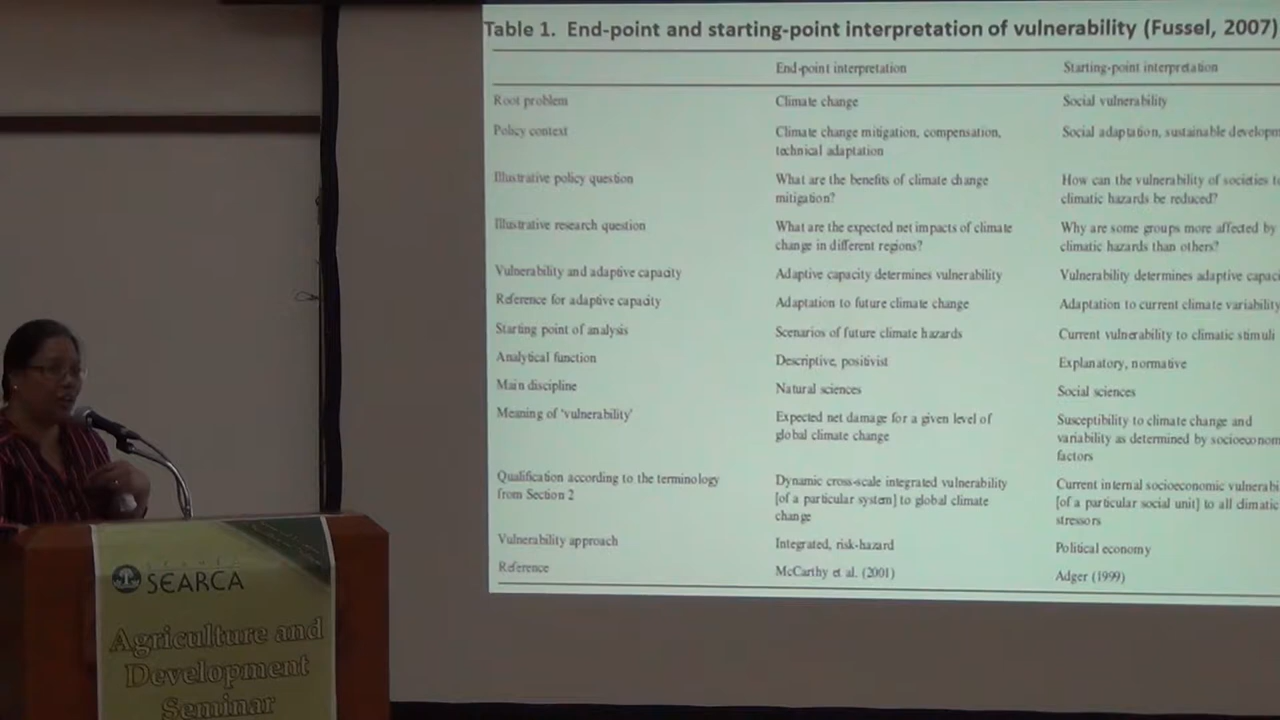 Table 1. End-point and starting-point interpretation of vulnerability (Fussel, 2007)
End-point interpretation Starting-point interpretation
Root problem Climate change Social vulnerability
Policy context Climate change mitigation, compensation, Social adaptation, sustainable developm
technical adaptation
Illustrative policy question What are the benefits of climate change How can the vulnerability of societies t
mitigation? climatic hazards be reduced?
Illustrative research question What are the expected net impacts of climate Why are some groups more affected by
change in different regions? climatic hazards than others?
Vulnerability and adaptive capacity Adaptive capacity determines vulnerability Vulnerability determines adaptive capaci
Reference for adaptive capacity Adaptation to future climate change Adaptation to current climate variability
Starting point of analysis Scenarios of future climate hazards Current vulnerability to climatic stimuli
Analytical function Descriptive, positivist Explanatory, normative
Main discipline Natural sciences Social sciences
Meaning of 'vulnerability' Expected net damage for a given level of Susceptibility to climate change and
global climate change variability as determined by socioeconom
factors
Qualification according to the terminology Dynamic cross-scale integrated vulnerability Current internal socioeconomic vulnerabi
from Section 2 [of a particular system] to global climate [of a particular social unit] to all climatic
change stressors
Vulnerability approach Integrated, risk-hazard Political economy
Reference McCarthy et al. (2001) Adger (1999)
SEARCA
Agriculture and
Development
Seminar